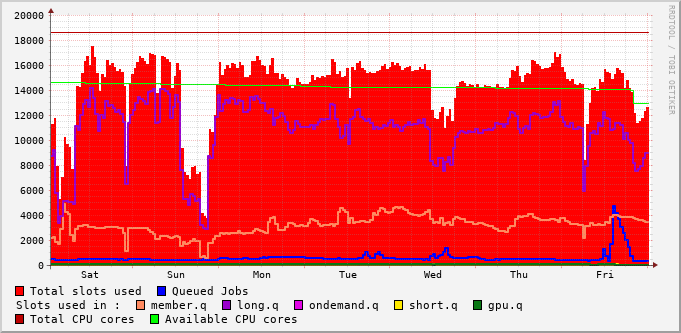 20000
18000
16000
14000
12000
10000
8000
6000
4000
2000
0
Sat Sun Mon Tue Wed Thu Fri
RRDTOOL / TOBI OETIKER
Total slots used Queued Jobs
Slots used in : member.q long.q ondemand.q short.q gpu.q
Total CPU cores Available CPU cores